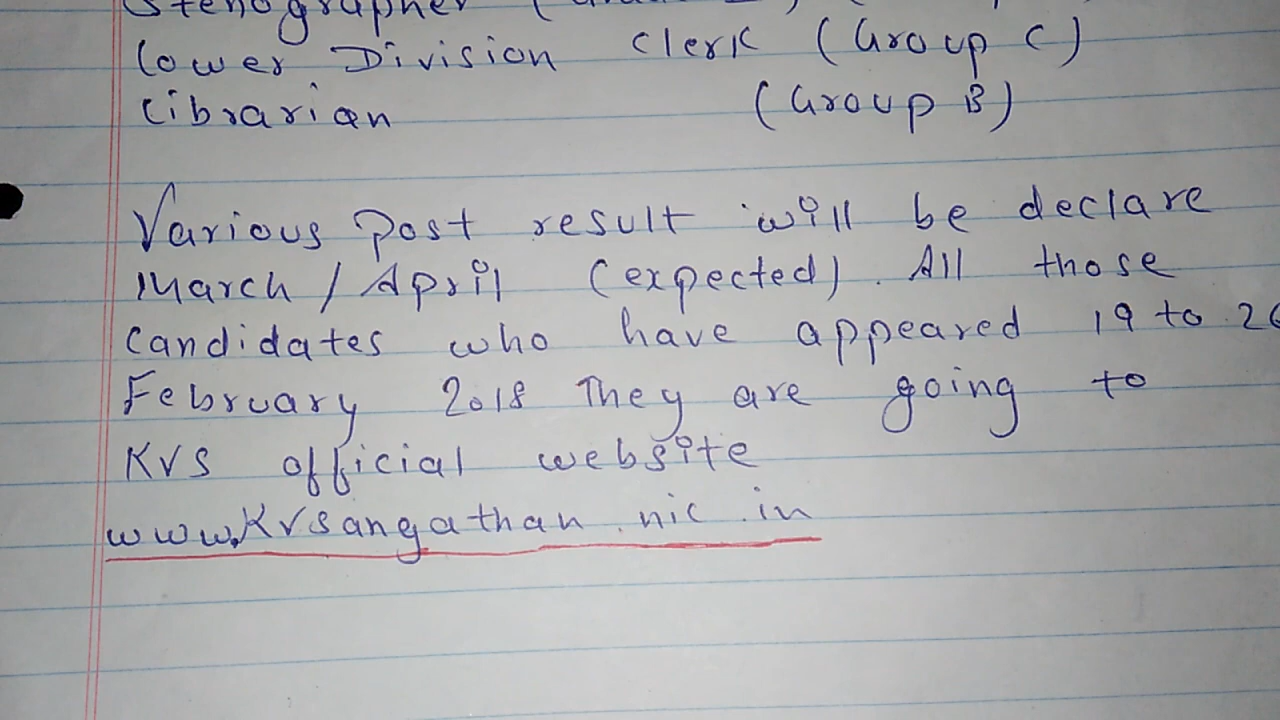 Stenographer (
Lower Division Clerk (Group C)
Librarian (Group B)
Various Post result will be declare
March / April (expected). All those
Candidates who have appeared 19 to
February 2018 They are going to
KVS official website
www.Kvsangathan.nic.in